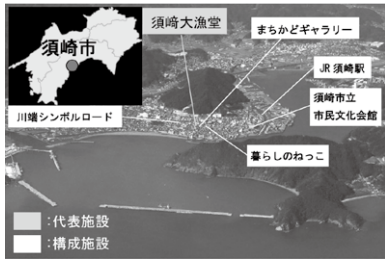 須崎市
須﨑大漁堂
まちかどギャラリー
JR 須崎駅
須崎市立
市民文化会館
川端シンボルロード
暮らしのねっこ
:代表施設
:構成施設